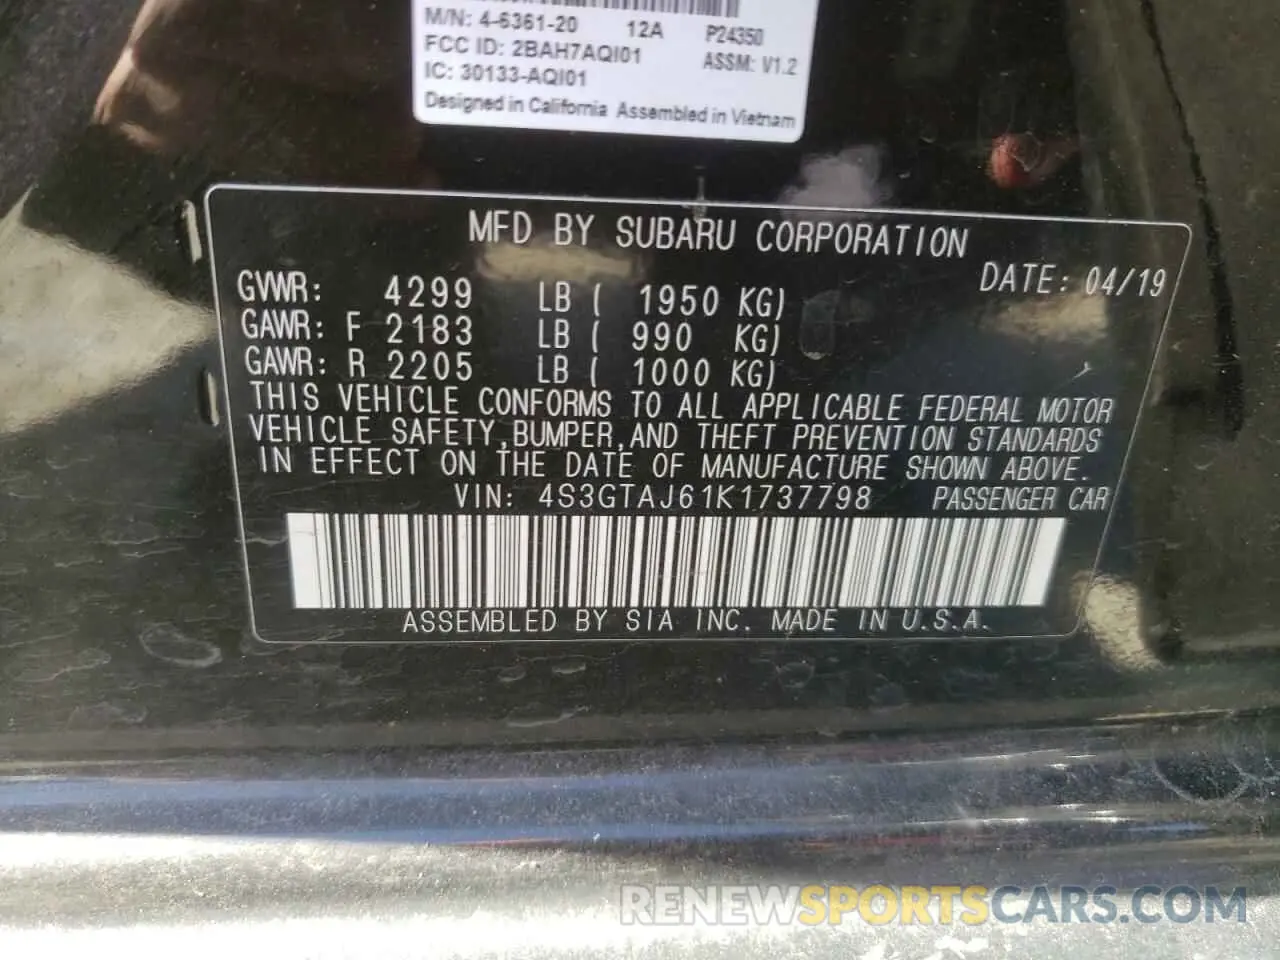 M/N: 4-6361-20 12A P24350
FCC ID: 2BAH7AQI01 ASSM: V1.2
IC: 30133-AQI01
Designed in California Assembled in Vietnam
MFD BY SUBARU CORPORATION
DATE: 04/19
GVWR: 4299 LB ( 1950 KG)
GAWR: F 2183 LB ( 990 KG)
GAWR: R 2205 LB ( 1000 KG)
THIS VEHICLE CONFORMS TO ALL APPLICABLE FEDERAL MOTOR
VEHICLE SAFETY,BUMPER,AND THEFT PREVENTION STANDARDS
IN EFFECT ON THE DATE OF MANUFACTURE SHOWN ABOVE.
VIN: 4S3GTAJ61K1737798 PASSENGER CAR
ASSEMBLED BY SIA INC. MADE IN U.S.A.
RENEWSPORTSCARS.COM